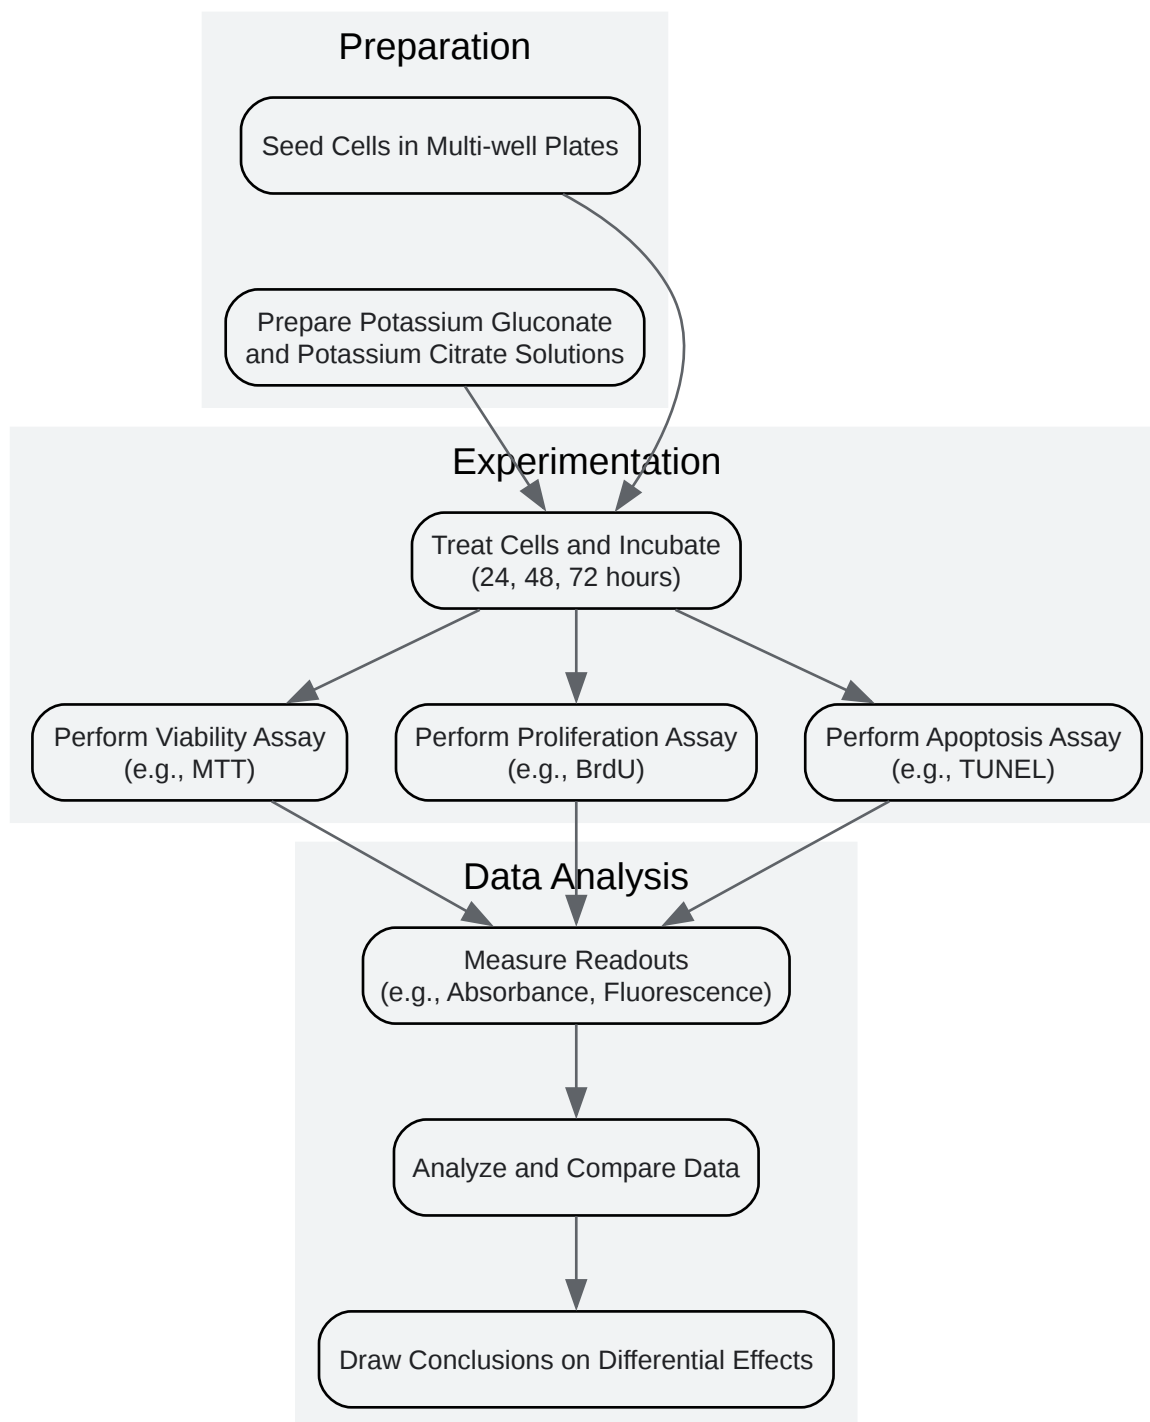 Preparation
Seed Cells in Multi-well Plates
Prepare Potassium Gluconate
and Potassium Citrate Solutions
Experimentation
Treat Cells and Incubate
(24, 48, 72 hours)
Perform Viability Assay
(e.g., MTT)
Perform Proliferation Assay
(e.g., BrdU)
Perform Apoptosis Assay
(e.g., TUNEL)
Data Analysis
Measure Readouts
(e.g., Absorbance, Fluorescence)
Analyze and Compare Data
Draw Conclusions on Differential Effects